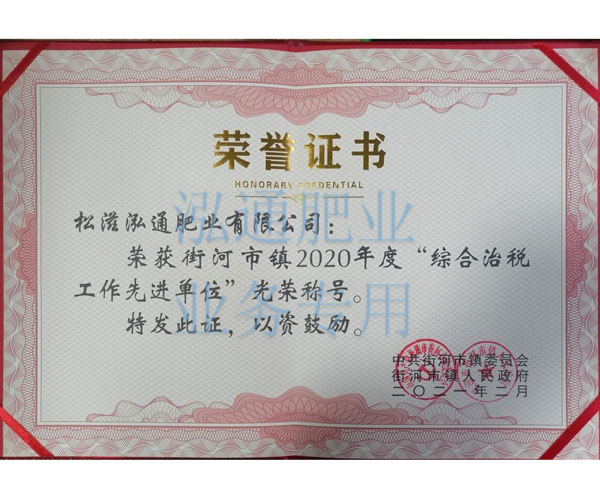 荣誉证书
HONORARY CREDENTIAL
松滋泓通肥业有限公司：
荣获街河市镇2020年度“综合治税
工作先进单位”光荣称号。
特发此证，以资鼓励。
泓通肥业
业务专用
中共街河市镇委员会
街河市镇人民政府
二〇二一年二月